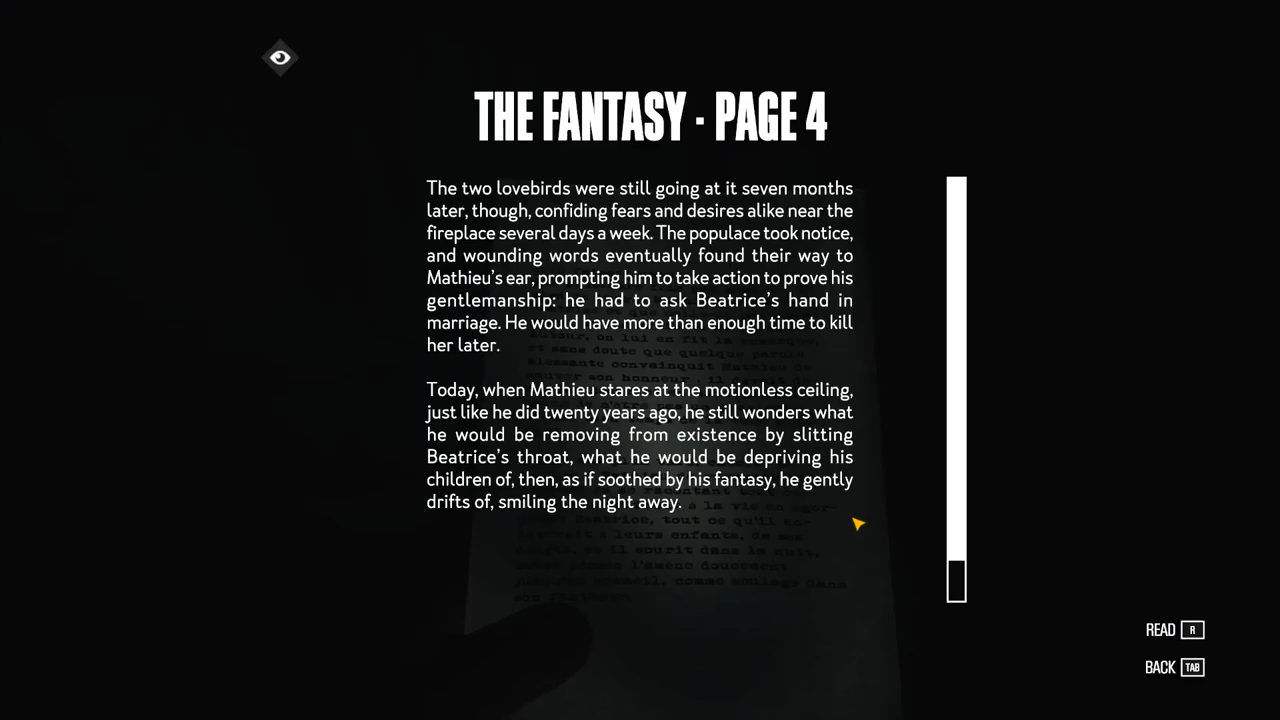 THE FANTASY - PAGE 4
The two lovebirds were still going at it seven months
later, though, confiding fears and desires alike near the
fireplace several days a week. The populace took notice,
and wounding words eventually found their way to
Mathieu's ear, prompting him to take action to prove his
gentlemanship: he had to ask Beatrice's hand in
marriage. He would have more than enough time to kill
her later.
Today, when Mathieu stares at the motionless ceiling,
just like he did twenty years ago, he still wonders what
he would be removing from existence by slitting
Beatrice's throat, what he would be depriving his
children of, then, as if soothed by his fantasy, he gently
drifts of, smiling the night away.
READ R
BACK TAB